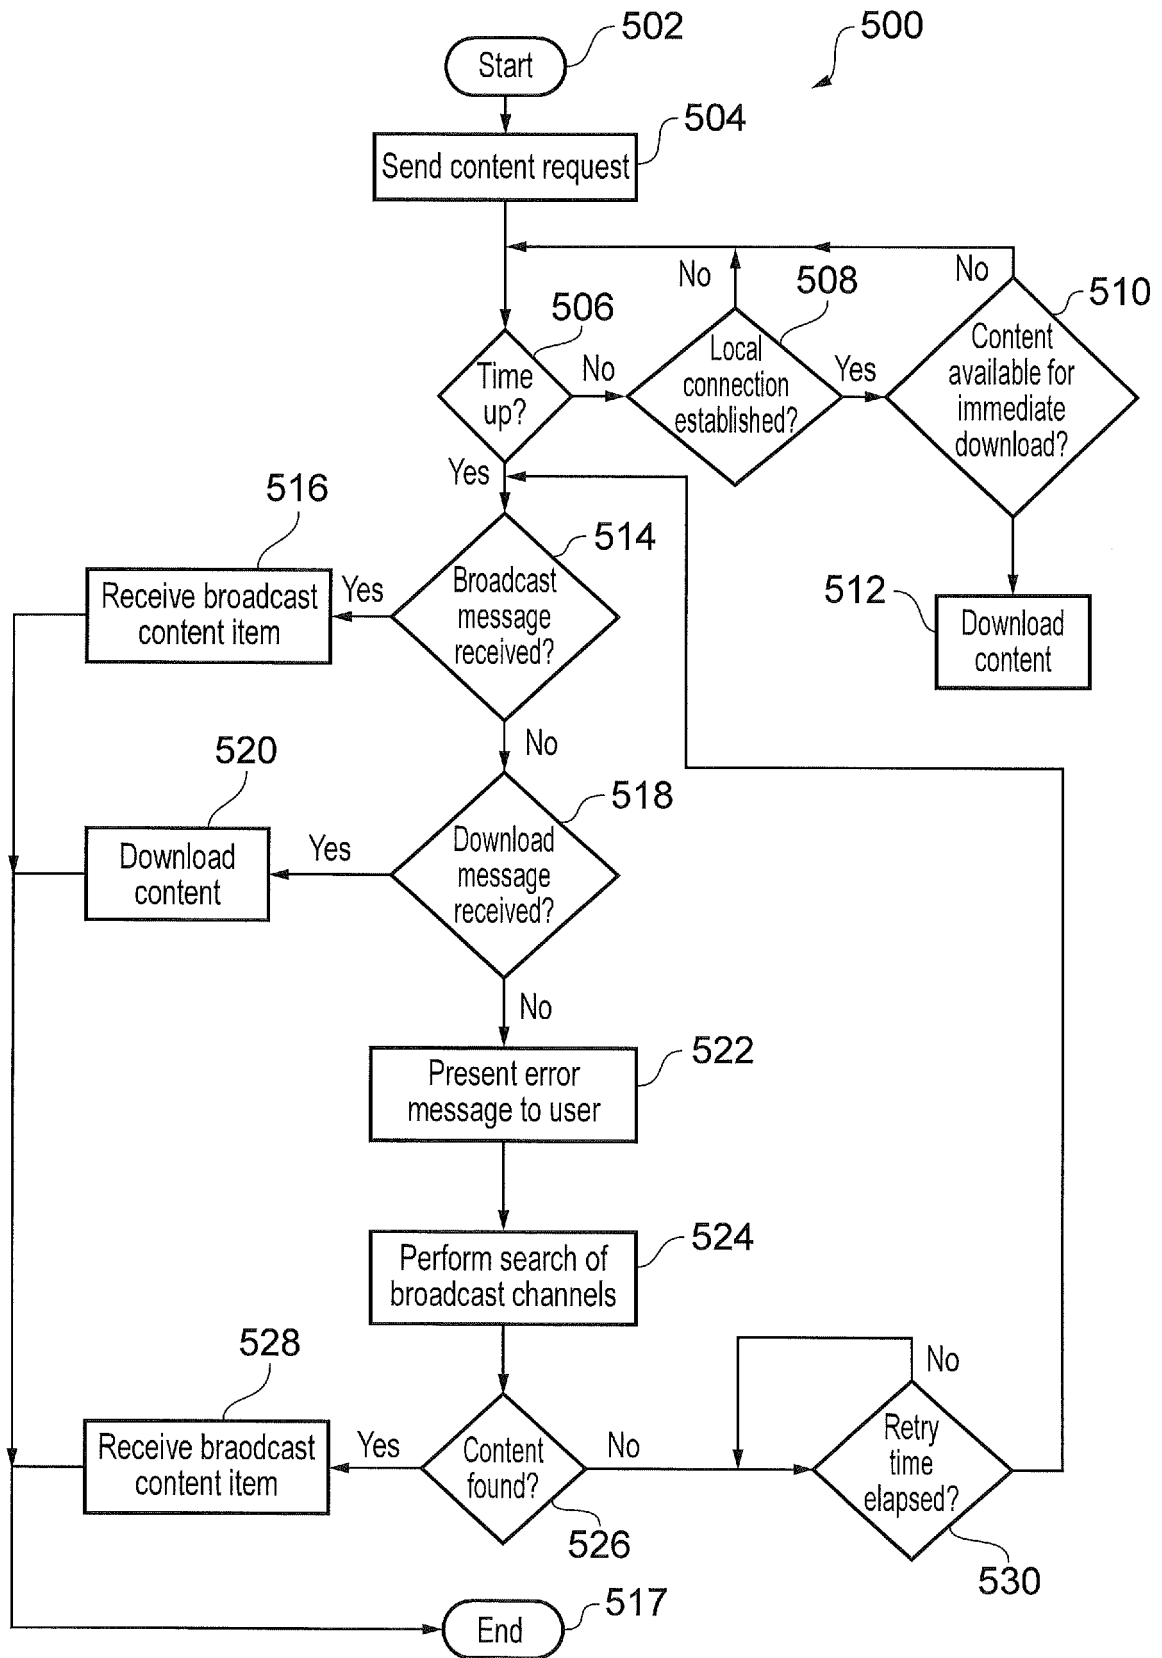 502
500
Start
504
Send content request
No
No
508
510
506
Time
up?
No
Local
connection
established?
Yes
Content
available for
immediate
download?
Yes
516
514
512
Receive broadcast
content item
Yes
Broadcast
message
received?
Download
content
No
520
518
Download
content
Yes
Download
message
received?
No
522
Present error
message to user
524
Perform search of
broadcast channels
528
No
Receive braodcast
content item
Yes
Content
found?
No
Retry
time
elapsed?
526
530
517
End